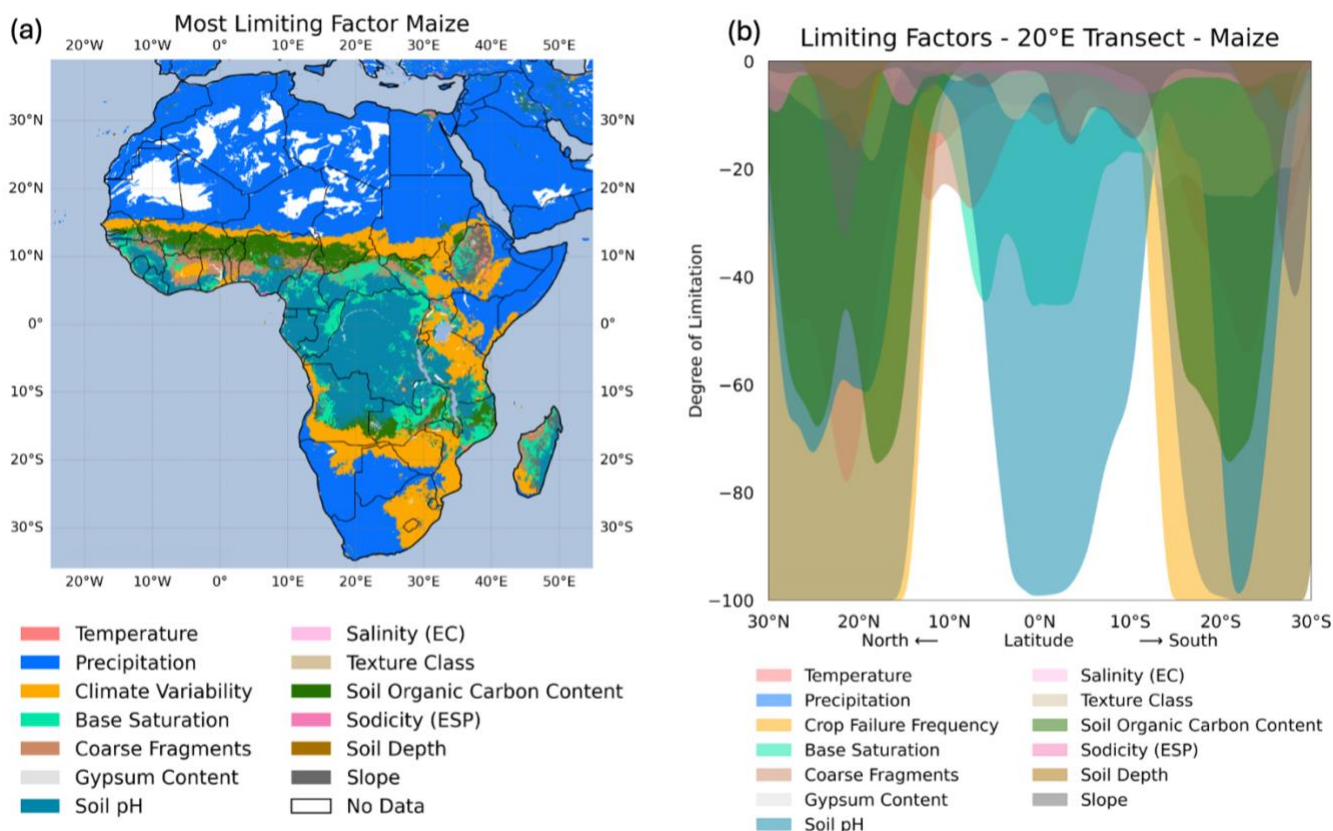 (a)
Most Limiting Factor Maize
20°W 10°W 0° 10°E 20°E 30°E 40°E 50°E
30°N 30°N
20°N 20°N
10°N 10°N
0° 0°
10°S 10°S
20°S 20°S
30°S 30°S
20°W 10°W 0° 10°E 20°E 30°E 40°E 50°E
Temperature
Precipitation
Climate Variability
Base Saturation
Coarse Fragments
Gypsum Content
Soil pH
Salinity (EC)
Texture Class
Soil Organic Carbon Content
Sodicity (ESP)
Soil Depth
Slope
No Data
(b)
Limiting Factors - 20°E Transect - Maize
Degree of Limitation
0
−20
−40
−60
−80
−100
30°N 20°N 10°N 0° 10°S 20°S 30°S
North ← Latitude → South
Temperature
Precipitation
Crop Failure Frequency
Base Saturation
Coarse Fragments
Gypsum Content
Soil pH
Salinity (EC)
Texture Class
Soil Organic Carbon Content
Sodicity (ESP)
Soil Depth
Slope